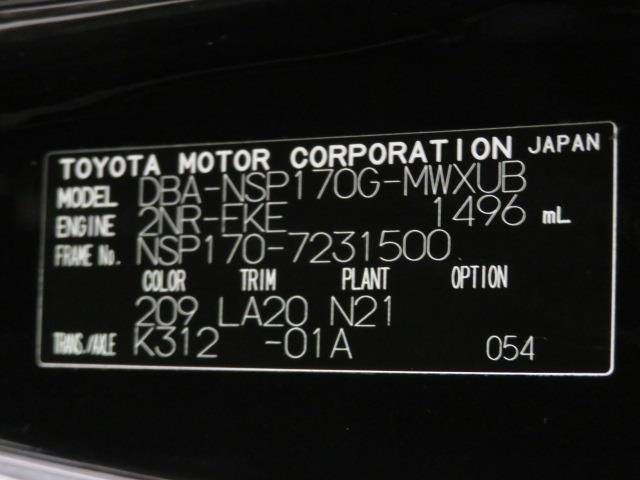 TOYOTA MOTOR CORPORATION JAPAN
MODEL DBA-NSP170G-MWXUB
ENGINE 2NR-FKE 1496 mL
FRAME No. NSP170-7231500
COLOR TRIM PLANT OPTION
209 LA20 N21
TRANS./AXLE K312 -01A 054